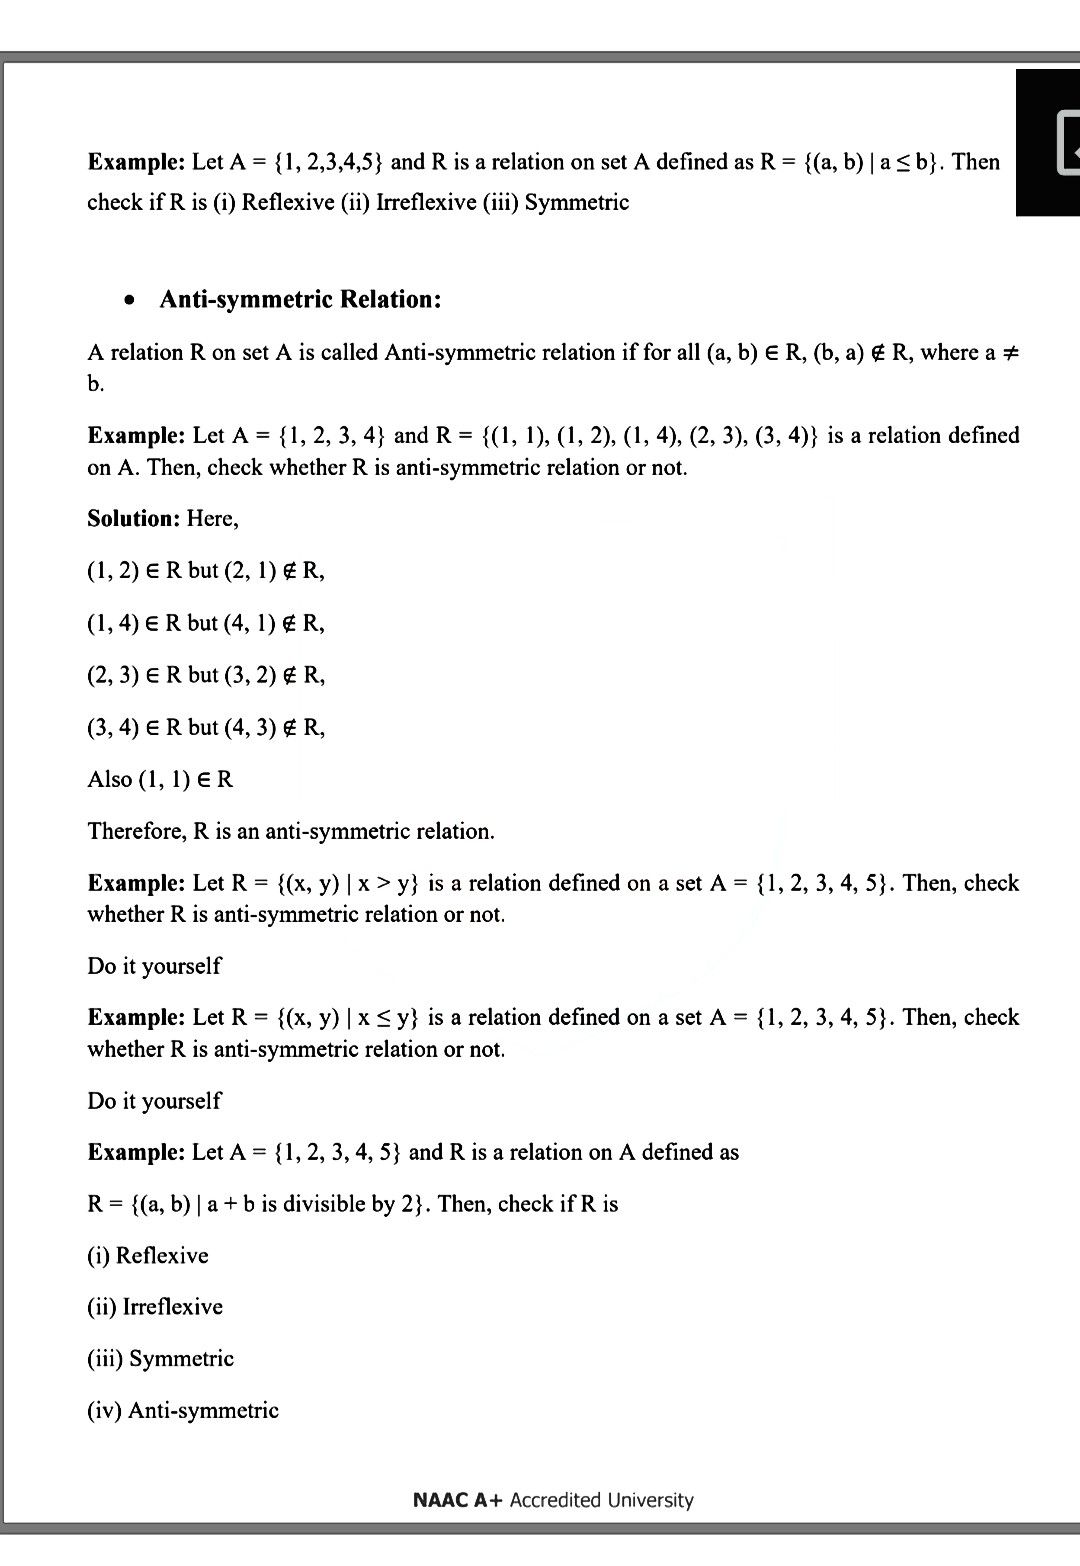 Example: Let A = {1, 2,3,4,5} and R is a relation on set A defined as R = {(a, b) | a ≤ b}. Then
check if R is (i) Reflexive (ii) Irreflexive (iii) Symmetric
• Anti-symmetric Relation:
A relation R on set A is called Anti-symmetric relation if for all (a, b) ∈ R, (b, a) ∉ R, where a ≠
b.
Example: Let A = {1, 2, 3, 4} and R = {(1, 1), (1, 2), (1, 4), (2, 3), (3, 4)} is a relation defined
on A. Then, check whether R is anti-symmetric relation or not.
Solution: Here,
(1, 2) ∈ R but (2, 1) ∉ R,
(1, 4) ∈ R but (4, 1) ∉ R,
(2, 3) ∈ R but (3, 2) ∉ R,
(3, 4) ∈ R but (4, 3) ∉ R,
Also (1, 1) ∈ R
Therefore, R is an anti-symmetric relation.
Example: Let R = {(x, y) | x > y} is a relation defined on a set A = {1, 2, 3, 4, 5}. Then, check
whether R is anti-symmetric relation or not.
Do it yourself
Example: Let R = {(x, y) | x ≤ y} is a relation defined on a set A = {1, 2, 3, 4, 5}. Then, check
whether R is anti-symmetric relation or not.
Do it yourself
Example: Let A = {1, 2, 3, 4, 5} and R is a relation on A defined as
R = {(a, b) | a + b is divisible by 2}. Then, check if R is
(i) Reflexive
(ii) Irreflexive
(iii) Symmetric
(iv) Anti-symmetric
NAAC A+ Accredited University